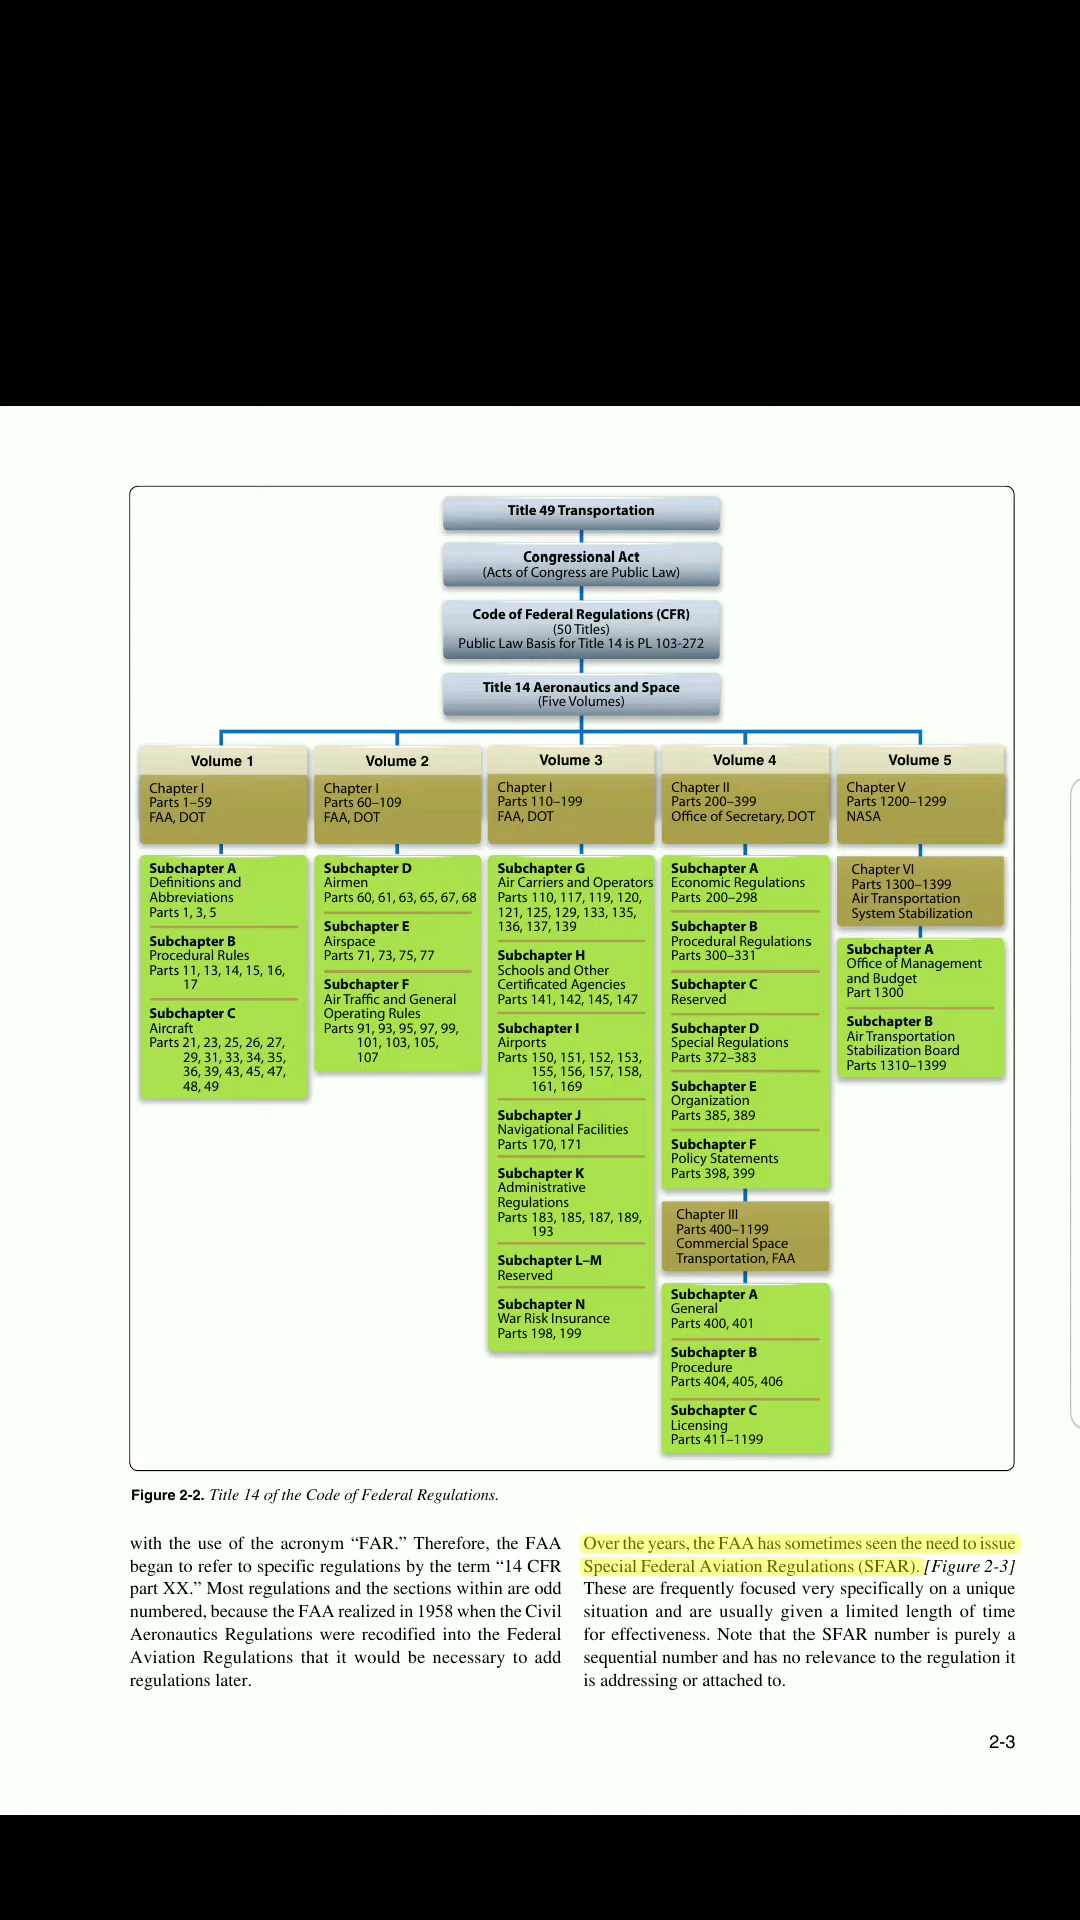 Title 49 Transportation
Congressional Act
(Acts of Congress are Public Law)
Code of Federal Regulations (CFR)
(50 Titles)
Public Law Basis for Title 14 is PL 103-272
Title 14 Aeronautics and Space
(Five Volumes)
Volume 1
Chapter I
Parts 1–59
FAA, DOT
Subchapter A
Definitions and
Abbreviations
Parts 1, 3, 5
Subchapter B
Procedural Rules
Parts 11, 13, 14, 15, 16,
17
Subchapter C
Aircraft
Parts 21, 23, 25, 26, 27,
29, 31, 33, 34, 35,
36, 39, 43, 45, 47,
48, 49
Volume 2
Chapter I
Parts 60–109
FAA, DOT
Subchapter D
Airmen
Parts 60, 61, 63, 65, 67, 68
Subchapter E
Airspace
Parts 71, 73, 75, 77
Subchapter F
Air Traffic and General
Operating Rules
Parts 91, 93, 95, 97, 99,
101, 103, 105,
107
Volume 3
Chapter I
Parts 110–199
FAA, DOT
Subchapter G
Air Carriers and Operators
Parts 110, 117, 119, 120,
121, 125, 129, 133, 135,
136, 137, 139
Subchapter H
Schools and Other
Certificated Agencies
Parts 141, 142, 145, 147
Subchapter I
Airports
Parts 150, 151, 152, 153,
155, 156, 157, 158,
161, 169
Subchapter J
Navigational Facilities
Parts 170, 171
Subchapter K
Administrative
Regulations
Parts 183, 185, 187, 189,
193
Subchapter L–M
Reserved
Subchapter N
War Risk Insurance
Parts 198, 199
Volume 4
Chapter II
Parts 200–399
Office of Secretary, DOT
Subchapter A
Economic Regulations
Parts 200–298
Subchapter B
Procedural Regulations
Parts 300–331
Subchapter C
Reserved
Subchapter D
Special Regulations
Parts 372–383
Subchapter E
Organization
Parts 385, 389
Subchapter F
Policy Statements
Parts 398, 399
Chapter III
Parts 400–1199
Commercial Space
Transportation, FAA
Subchapter A
General
Parts 400, 401
Subchapter B
Procedure
Parts 404, 405, 406
Subchapter C
Licensing
Parts 411–1199
Volume 5
Chapter V
Parts 1200–1299
NASA
Chapter VI
Parts 1300–1399
Air Transportation
System Stabilization
Subchapter A
Office of Management
and Budget
Part 1300
Subchapter B
Air Transportation
Stabilization Board
Parts 1310–1399
Figure 2-2. Title 14 of the Code of Federal Regulations.
with the use of the acronym “FAR.” Therefore, the FAA
began to refer to specific regulations by the term “14 CFR
part XX.” Most regulations and the sections within are odd
numbered, because the FAA realized in 1958 when the Civil
Aeronautics Regulations were recodified into the Federal
Aviation Regulations that it would be necessary to add
regulations later.
Over the years, the FAA has sometimes seen the need to issue
Special Federal Aviation Regulations (SFAR). [Figure 2-3]
These are frequently focused very specifically on a unique
situation and are usually given a limited length of time
for effectiveness. Note that the SFAR number is purely a
sequential number and has no relevance to the regulation it
is addressing or attached to.
2-3